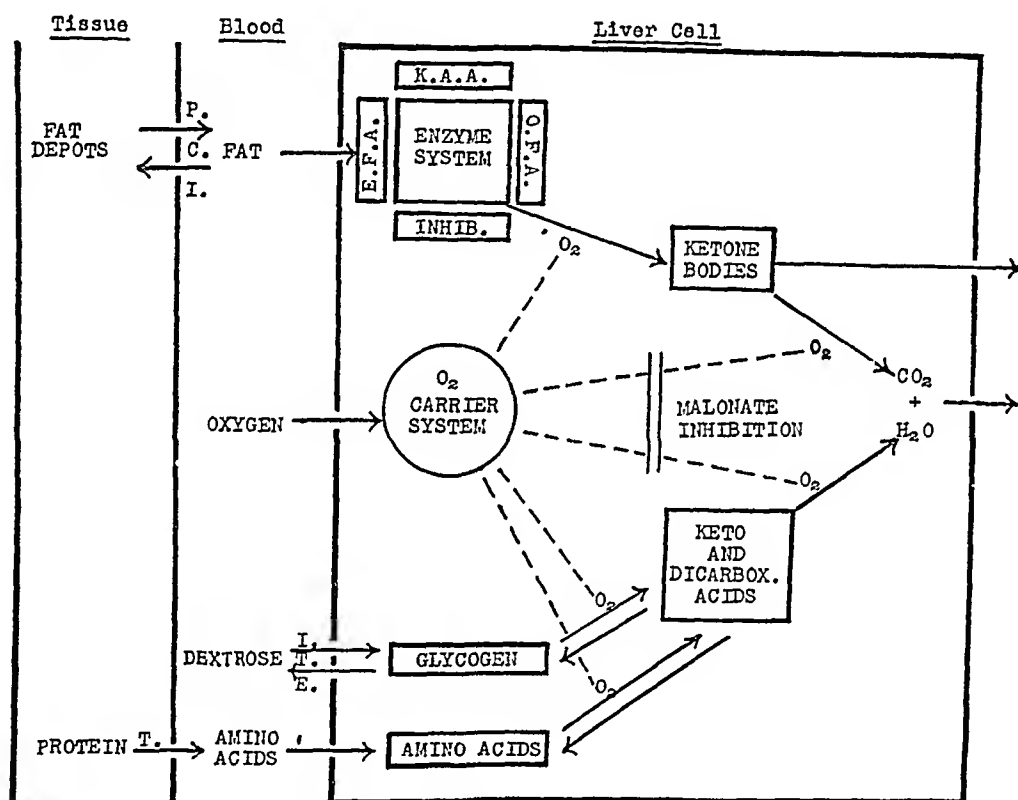 Tissue
Blood
Liver Cell
K.A.A.
E.F.A.
ENZYME
SYSTEM
O.F.A.
INHIB.
FAT
DEPOTS
P.
C.
I.
FAT
O₂
KETONE
BODIES
O₂
CARRIER
SYSTEM
OXYGEN
O₂
MALONATE
INHIBITION
CO₂
+
H₂O
O₂
KETO
AND
DICARBOX.
ACIDS
O₂
DEXTROSE
I.
T.
E.
GLYCOGEN
O₂
PROTEIN
T.
AMINO
ACIDS
AMINO ACIDS